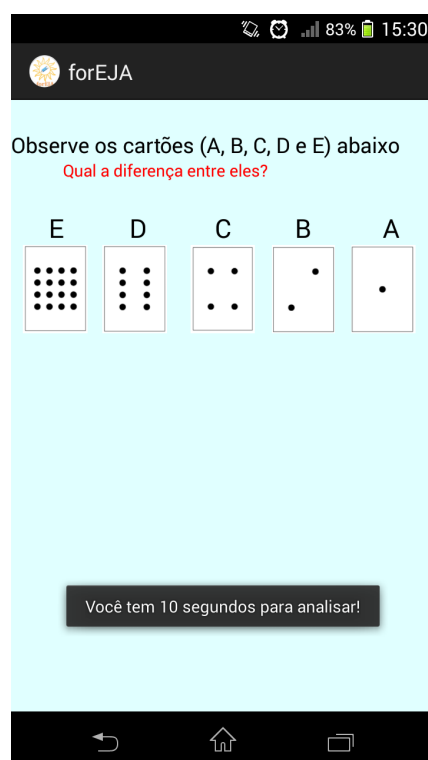 83% 15:30
forEJA
Observe os cartões (A, B, C, D e E) abaixo
Qual a diferença entre eles?
E D C B A
Você tem 10 segundos para analisar!